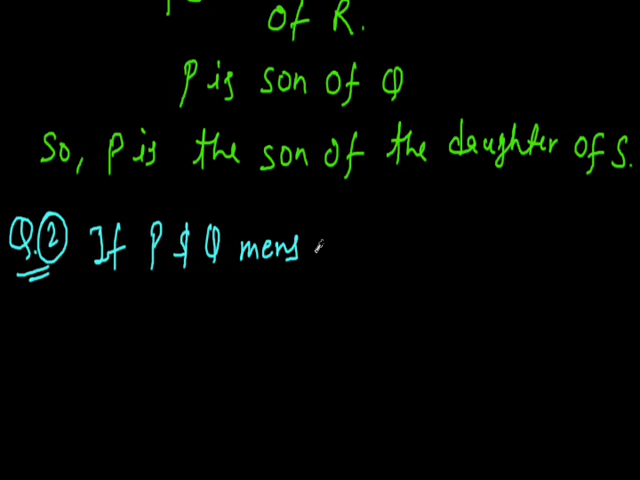 of R.
P is son of Q
So, P is the son of the daughter of S.
Q.2 If P $ Q mens